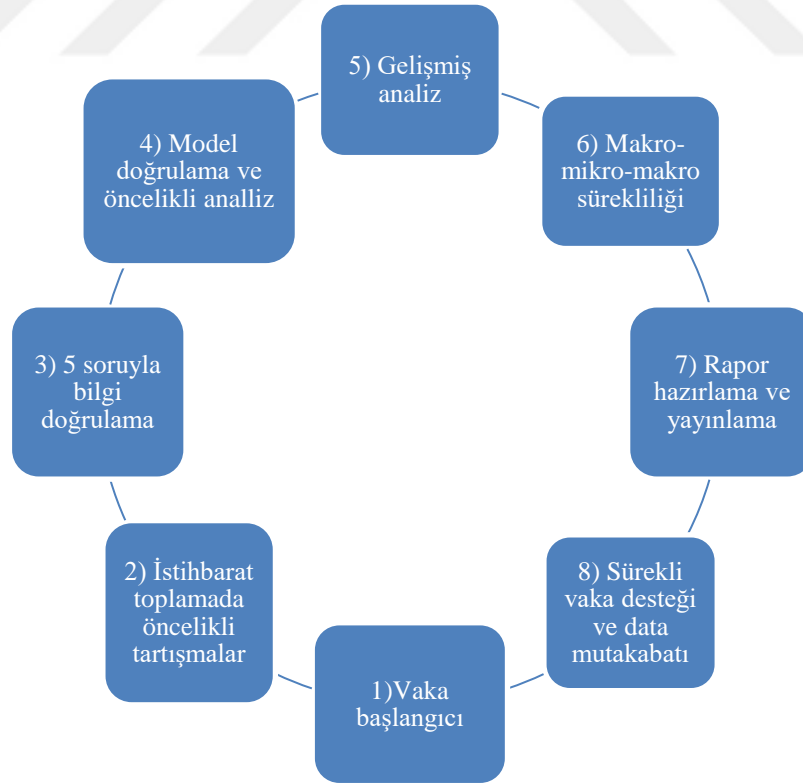 5) Gelişmiş
analiz
4) Model
doğrulama ve
öncelikli analliz
6) Makro-
mikro-makro
sürekliliği
3) 5 soruyla
bilgi
doğrulama
7) Rapor
hazırlama ve
yayınlama
2) İstihbarat
toplamada
öncelikli
tartışmalar
8) Sürekli
vaka desteği
ve data
mutakabatı
1)Vaka
başlangıcı